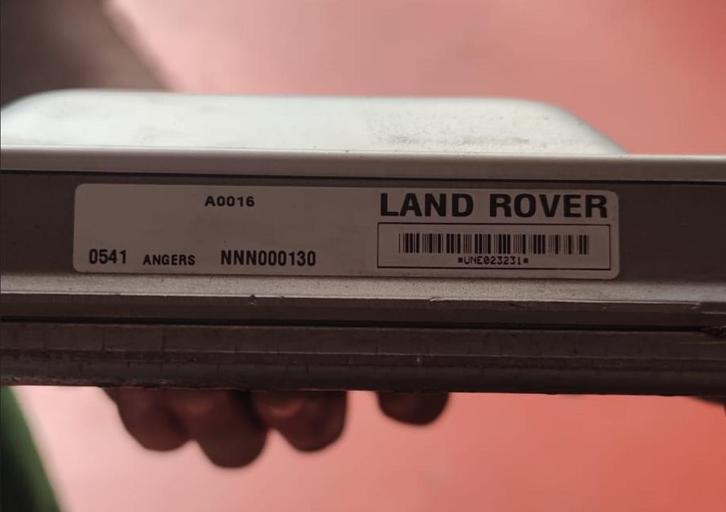 A0016
LAND ROVER
0541 ANGERS NNN000130
*UNE023231*